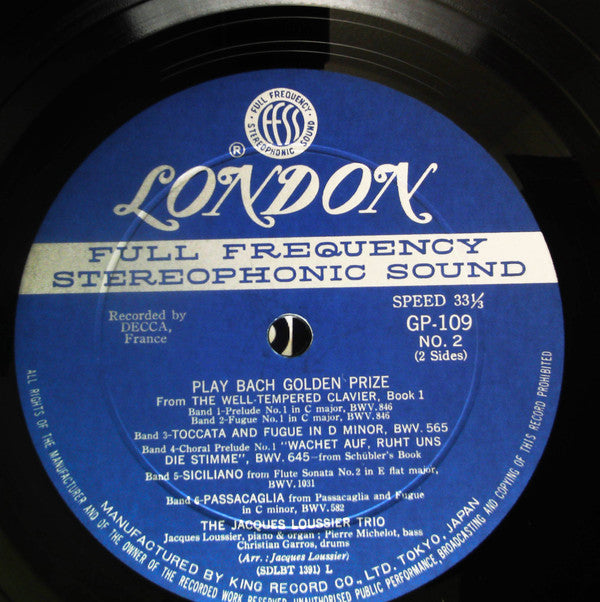 FULL FREQUENCY
FFSS
STEREOPHONIC SOUND
®
LONDON
FULL FREQUENCY
STEREOPHONIC SOUND
Recorded by
DECCA,
France
SPEED 33⅓
GP-109
NO. 2
(2 Sides)
PLAY BACH GOLDEN PRIZE
From THE WELL-TEMPERED CLAVIER, Book 1
Band 1-Prelude No.1 in C major, BWV.846
Band 2-Fugue No.1 in C major, BWV.846
Band 3-TOCCATA AND FUGUE IN D MINOR, BWV. 565
Band 4-Choral Prelude No.1 "WACHET AUF, RUHT UNS
DIE STIMME", BWV. 645—from Schübler's Book
Band 5-SICILIANO from Flute Sonata No.2 in E flat major,
BWV.1031
Band 6-PASSACAGLIA from Passacaglia and Fugue
in C minor, BWV.582
THE JACQUES LOUSSIER TRIO
Jacques Loussier, piano & organ ; Pierre Michelot, bass
Christian Garros, drums
(Arr. : Jacques Loussier)
(SDLBT 1391) L
MANUFACTURED BY KING RECORD CO., LTD. TOKYO, JAPAN
ALL RIGHTS OF THE MANUFACTURER AND OF THE OWNER OF THE RECORDED WORK RESERVED UNAUTHORISED PUBLIC PERFORMANCE, BROADCASTING AND COPYING OF THIS RECORD PROHIBITED